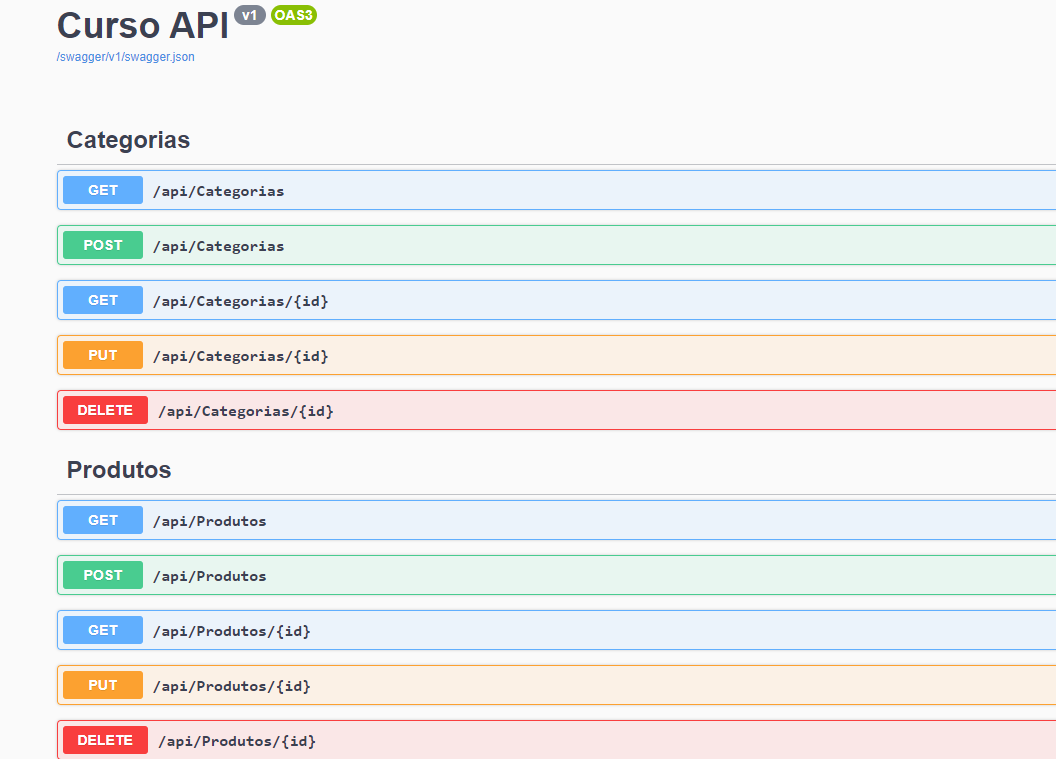 Curso API v1 OAS3
/swagger/v1/swagger.json
Categorias
GET /api/Categorias
POST /api/Categorias
GET /api/Categorias/{id}
PUT /api/Categorias/{id}
DELETE /api/Categorias/{id}
Produtos
GET /api/Produtos
POST /api/Produtos
GET /api/Produtos/{id}
PUT /api/Produtos/{id}
DELETE /api/Produtos/{id}